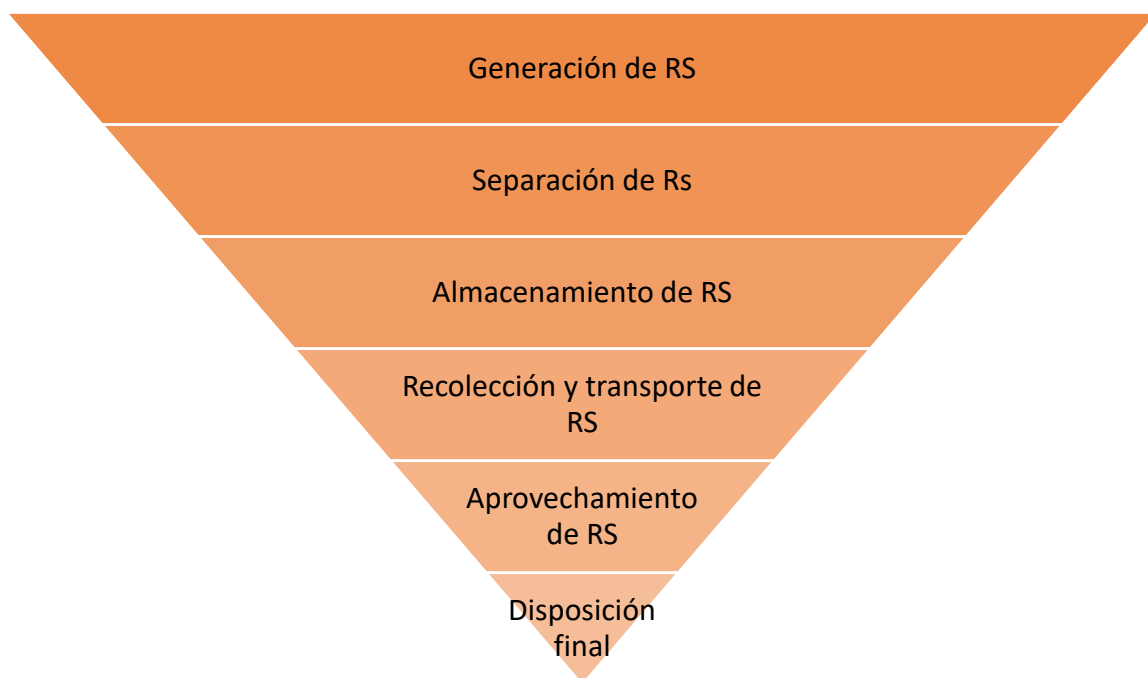 Generación de RS
Separación de Rs
Almacenamiento de RS
Recolección y transporte de
RS
Aprovechamiento
de RS
Disposición
final